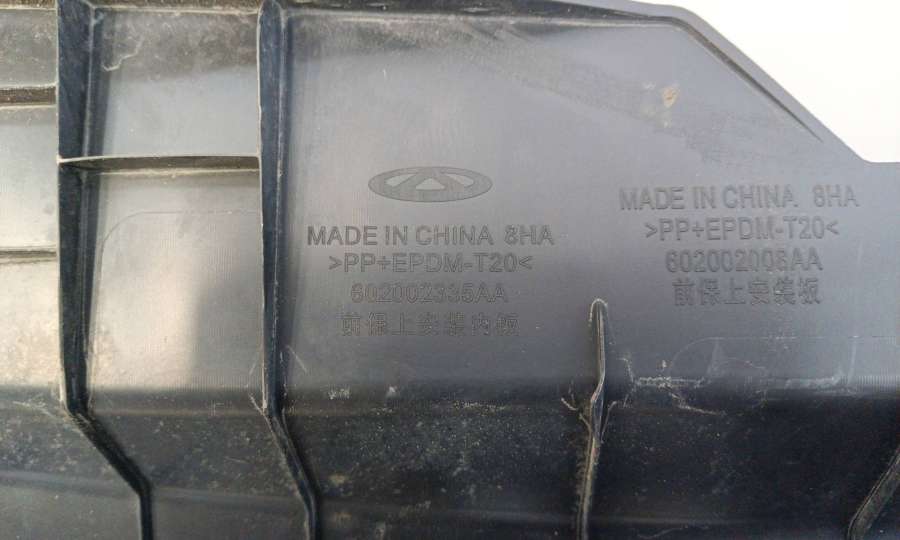 MADE IN CHINA 8HA
>PP+EPDM-T20<
602002335AA
前保上安装内板
MADE IN CHINA 8HA
>PP+EPDM-T20<
602002006AA
前保上安装板